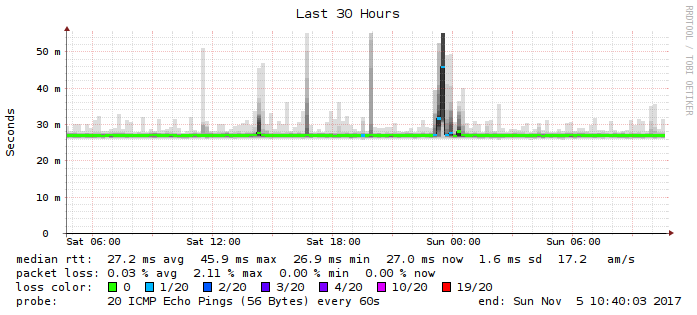 Last 30 Hours
RRDTOOL / TOBI OETIKER
Seconds
50 m
40 m
30 m
20 m
10 m
0
Sat 06:00 Sat 12:00 Sat 18:00 Sun 00:00 Sun 06:00
median rtt: 27.2 ms avg 45.9 ms max 26.9 ms min 27.0 ms now 1.6 ms sd 17.2 am/s
packet loss: 0.03 % avg 2.11 % max 0.00 % min 0.00 % now
loss color: 0 1/20 2/20 3/20 4/20 10/20 19/20
probe: 20 ICMP Echo Pings (56 Bytes) every 60s end: Sun Nov 5 10:40:03 2017